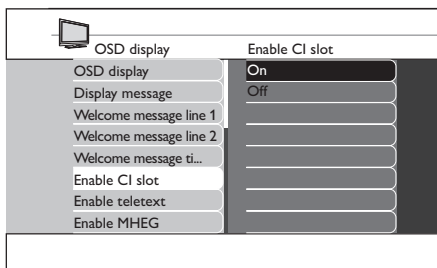 OSD display
Enable CI slot
OSD display
Display message
Welcome message line 1
Welcome message line 2
Welcome message ti...
Enable CI slot
Enable teletext
Enable MHEG
On
Off